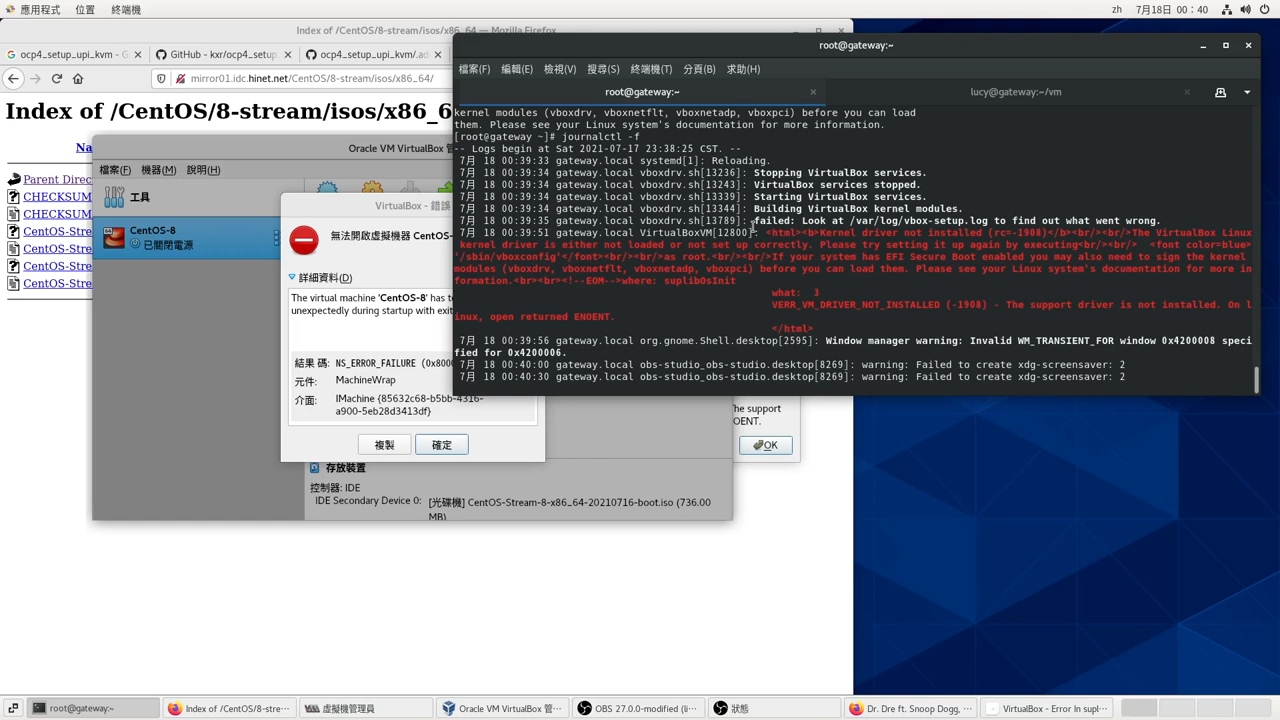 應用程式 位置 終端機
zh 7月18日 00：40
Index of /CentOS/8-stream/isos/x86_64/ — Mozilla Firefox
ocp4_setup_upi_kvm - G
GitHub - kxr/ocp4_setup.
ocp4_setup_upi_kvm/.ad
mirror01.idc.hinet.net/CentOS/8-stream/isos/x86_64/
Index of /CentOS/8-stream/isos/x86_6
Na
Parent Direc
CHECKSUM
CHECKSUM
CentOS-Stre
CentOS-Stre
CentOS-Stre
CentOS-Stre
Oracle VM VirtualBox 管
檔案(F) 機器(M) 說明(H)
工具
CentOS-8
已關閉電源
存放裝置
控制器: IDE
IDE Secondary Device 0: [光碟機] CentOS-Stream-8-x86_64-20210716-boot.iso (736.00
MB)
VirtualBox - 錯誤
無法開啟虛擬機器 CentOS-
詳細資料(D)
The virtual machine 'CentOS-8' has te
unexpectedly during startup with exit
結果 碼: NS_ERROR_FAILURE (0x8000
元件: MachineWrap
介面: IMachine {85632c68-b5bb-4316-
a900-5eb28d3413df}
複製 確定
he support
OENT.
OK
root@gateway:~
檔案(F) 編輯(E) 檢視(V) 搜尋(S) 終端機(T) 分頁(B) 求助(H)
root@gateway:~ × lucy@gateway:~/vm ×
kernel modules (vboxdrv, vboxnetflt, vboxnetadp, vboxpci) before you can load
them. Please see your Linux system's documentation for more information.
[root@gateway ~]# journalctl -f
-- Logs begin at Sat 2021-07-17 23:38:25 CST. --
7月 18 00:39:33 gateway.local systemd[1]: Reloading.
7月 18 00:39:34 gateway.local vboxdrv.sh[13236]: Stopping VirtualBox services.
7月 18 00:39:34 gateway.local vboxdrv.sh[13243]: VirtualBox services stopped.
7月 18 00:39:34 gateway.local vboxdrv.sh[13339]: Starting VirtualBox services.
7月 18 00:39:34 gateway.local vboxdrv.sh[13344]: Building VirtualBox kernel modules.
7月 18 00:39:35 gateway.local vboxdrv.sh[13789]: failed: Look at /var/log/vbox-setup.log to find out what went wrong.
7月 18 00:39:51 gateway.local VirtualBoxVM[12800]: <html><b>Kernel driver not installed (rc=-1908)</b><br/><br/>The VirtualBox Linux
kernel driver is either not loaded or not set up correctly. Please try setting it up again by executing<br/><br/> <font color=blue>
'/sbin/vboxconfig'</font><br/><br/>as root.<br/><br/>If your system has EFI Secure Boot enabled you may also need to sign the kernel
modules (vboxdrv, vboxnetflt, vboxnetadp, vboxpci) before you can load them. Please see your Linux system's documentation for more in
formation.<br><br><!--EOM-->where: suplibOsInit
what: 3
VERR_VM_DRIVER_NOT_INSTALLED (-1908) - The support driver is not installed. On l
inux, open returned ENOENT.
</html>
7月 18 00:39:56 gateway.local org.gnome.Shell.desktop[2595]: Window manager warning: Invalid WM_TRANSIENT_FOR window 0x4200008 speci
fied for 0x4200006.
7月 18 00:40:00 gateway.local obs-studio_obs-studio.desktop[8269]: warning: Failed to create xdg-screensaver: 2
7月 18 00:40:30 gateway.local obs-studio_obs-studio.desktop[8269]: warning: Failed to create xdg-screensaver: 2
root@gateway:~
Index of /CentOS/8-stre...
虛擬機管理員
Oracle VM VirtualBox 管...
OBS 27.0.0-modified (li...
狀態
Dr. Dre ft. Snoop Dogg, ...
VirtualBox - Error In supl...